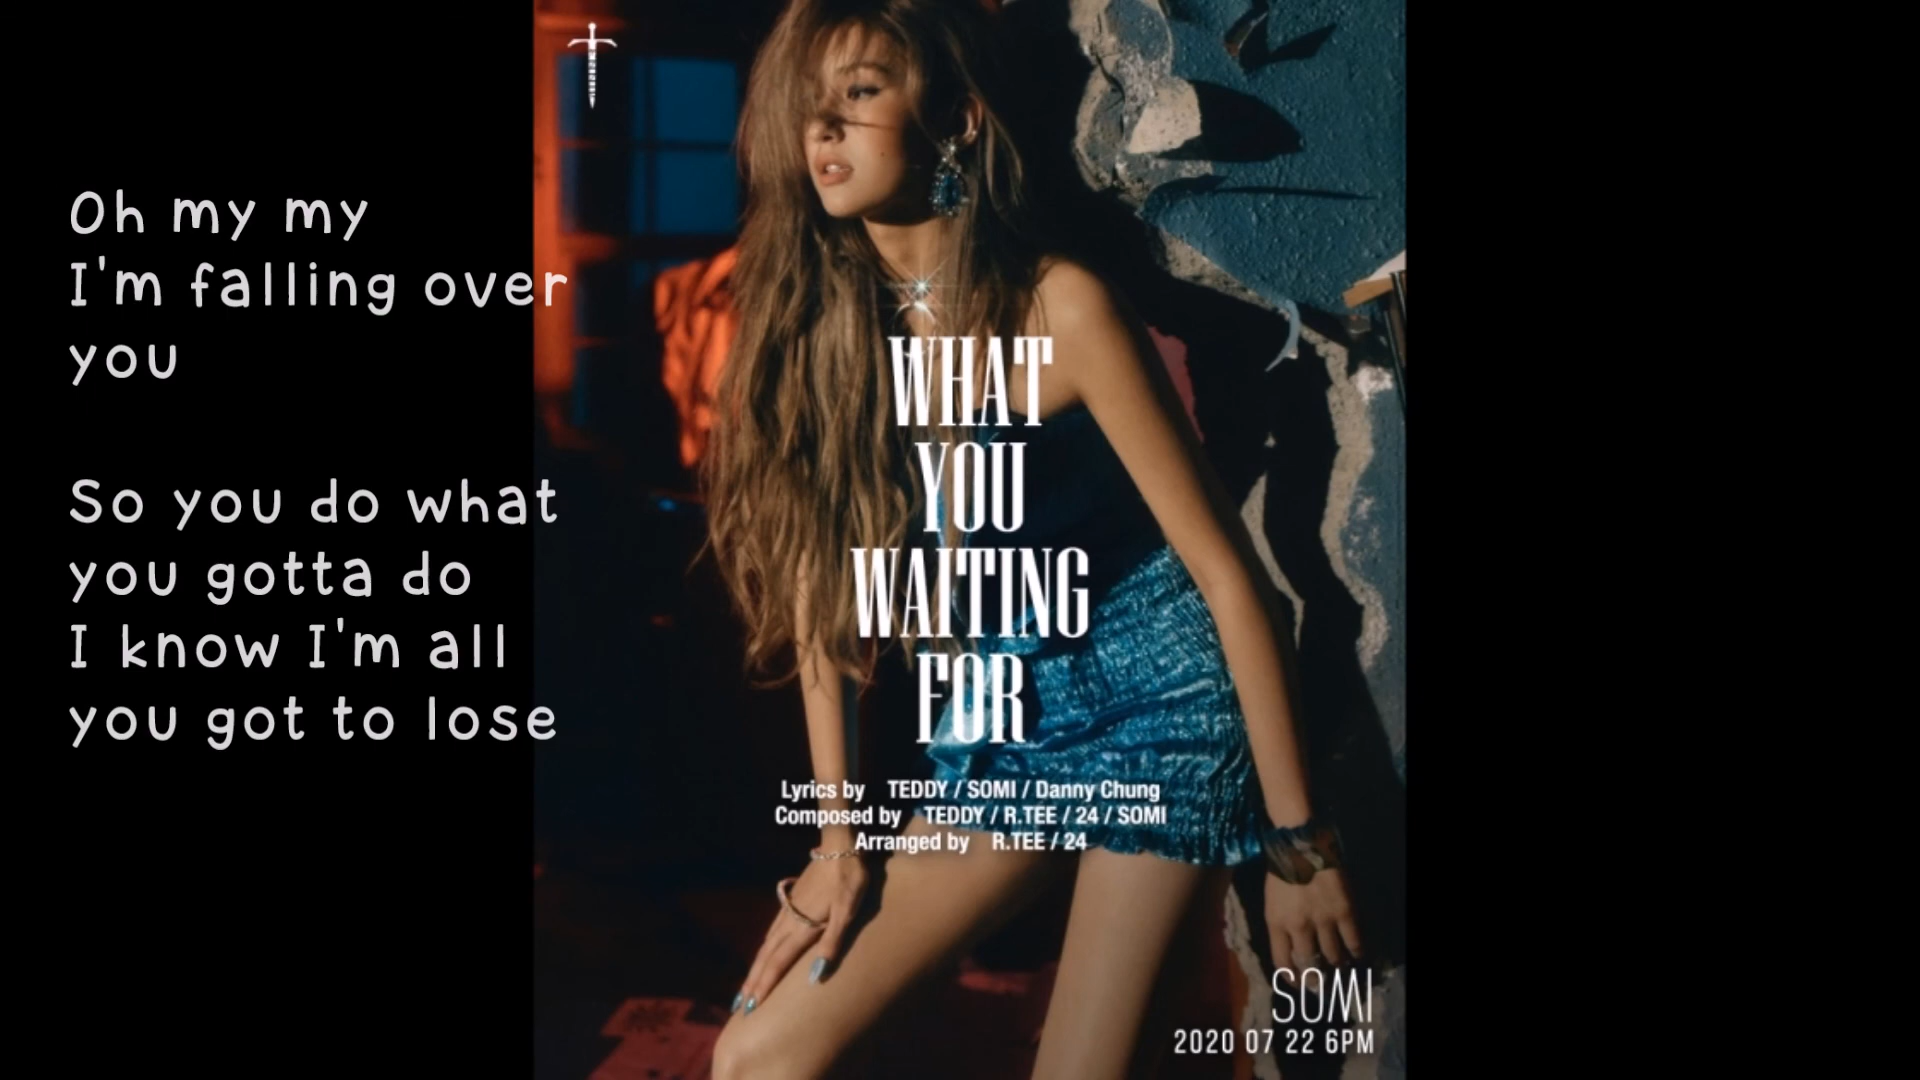 Oh my my
I'm falling over
you
So you do what
you gotta do
I know I'm all
you got to lose
WHAT
YOU
WAITING
FOR
Lyrics by TEDDY / SOMI / Danny Chung
Composed by TEDDY / R.TEE / 24 / SOMI
Arranged by R.TEE / 24
SOMI
2020 07 22 6PM